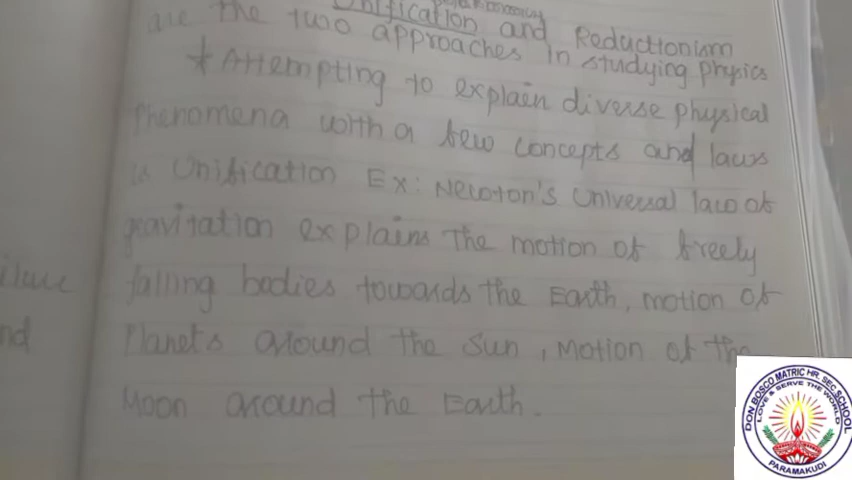 Unification and Reductionism
are the two approaches in studying physics
* Attempting to explain diverse physical
Phenomena with a few concepts and laws
is Unification Ex: Newton's Universal law of
gravitation explains the motion of freely
falling bodies towards the Earth, motion of
Planets around the Sun, Motion of the
Moon around the Earth.
nd
DON BOSCO MATRIC HR. SEC. SCHOOL
LOVE & SERVE THE WORLD
PARAMAKUDI